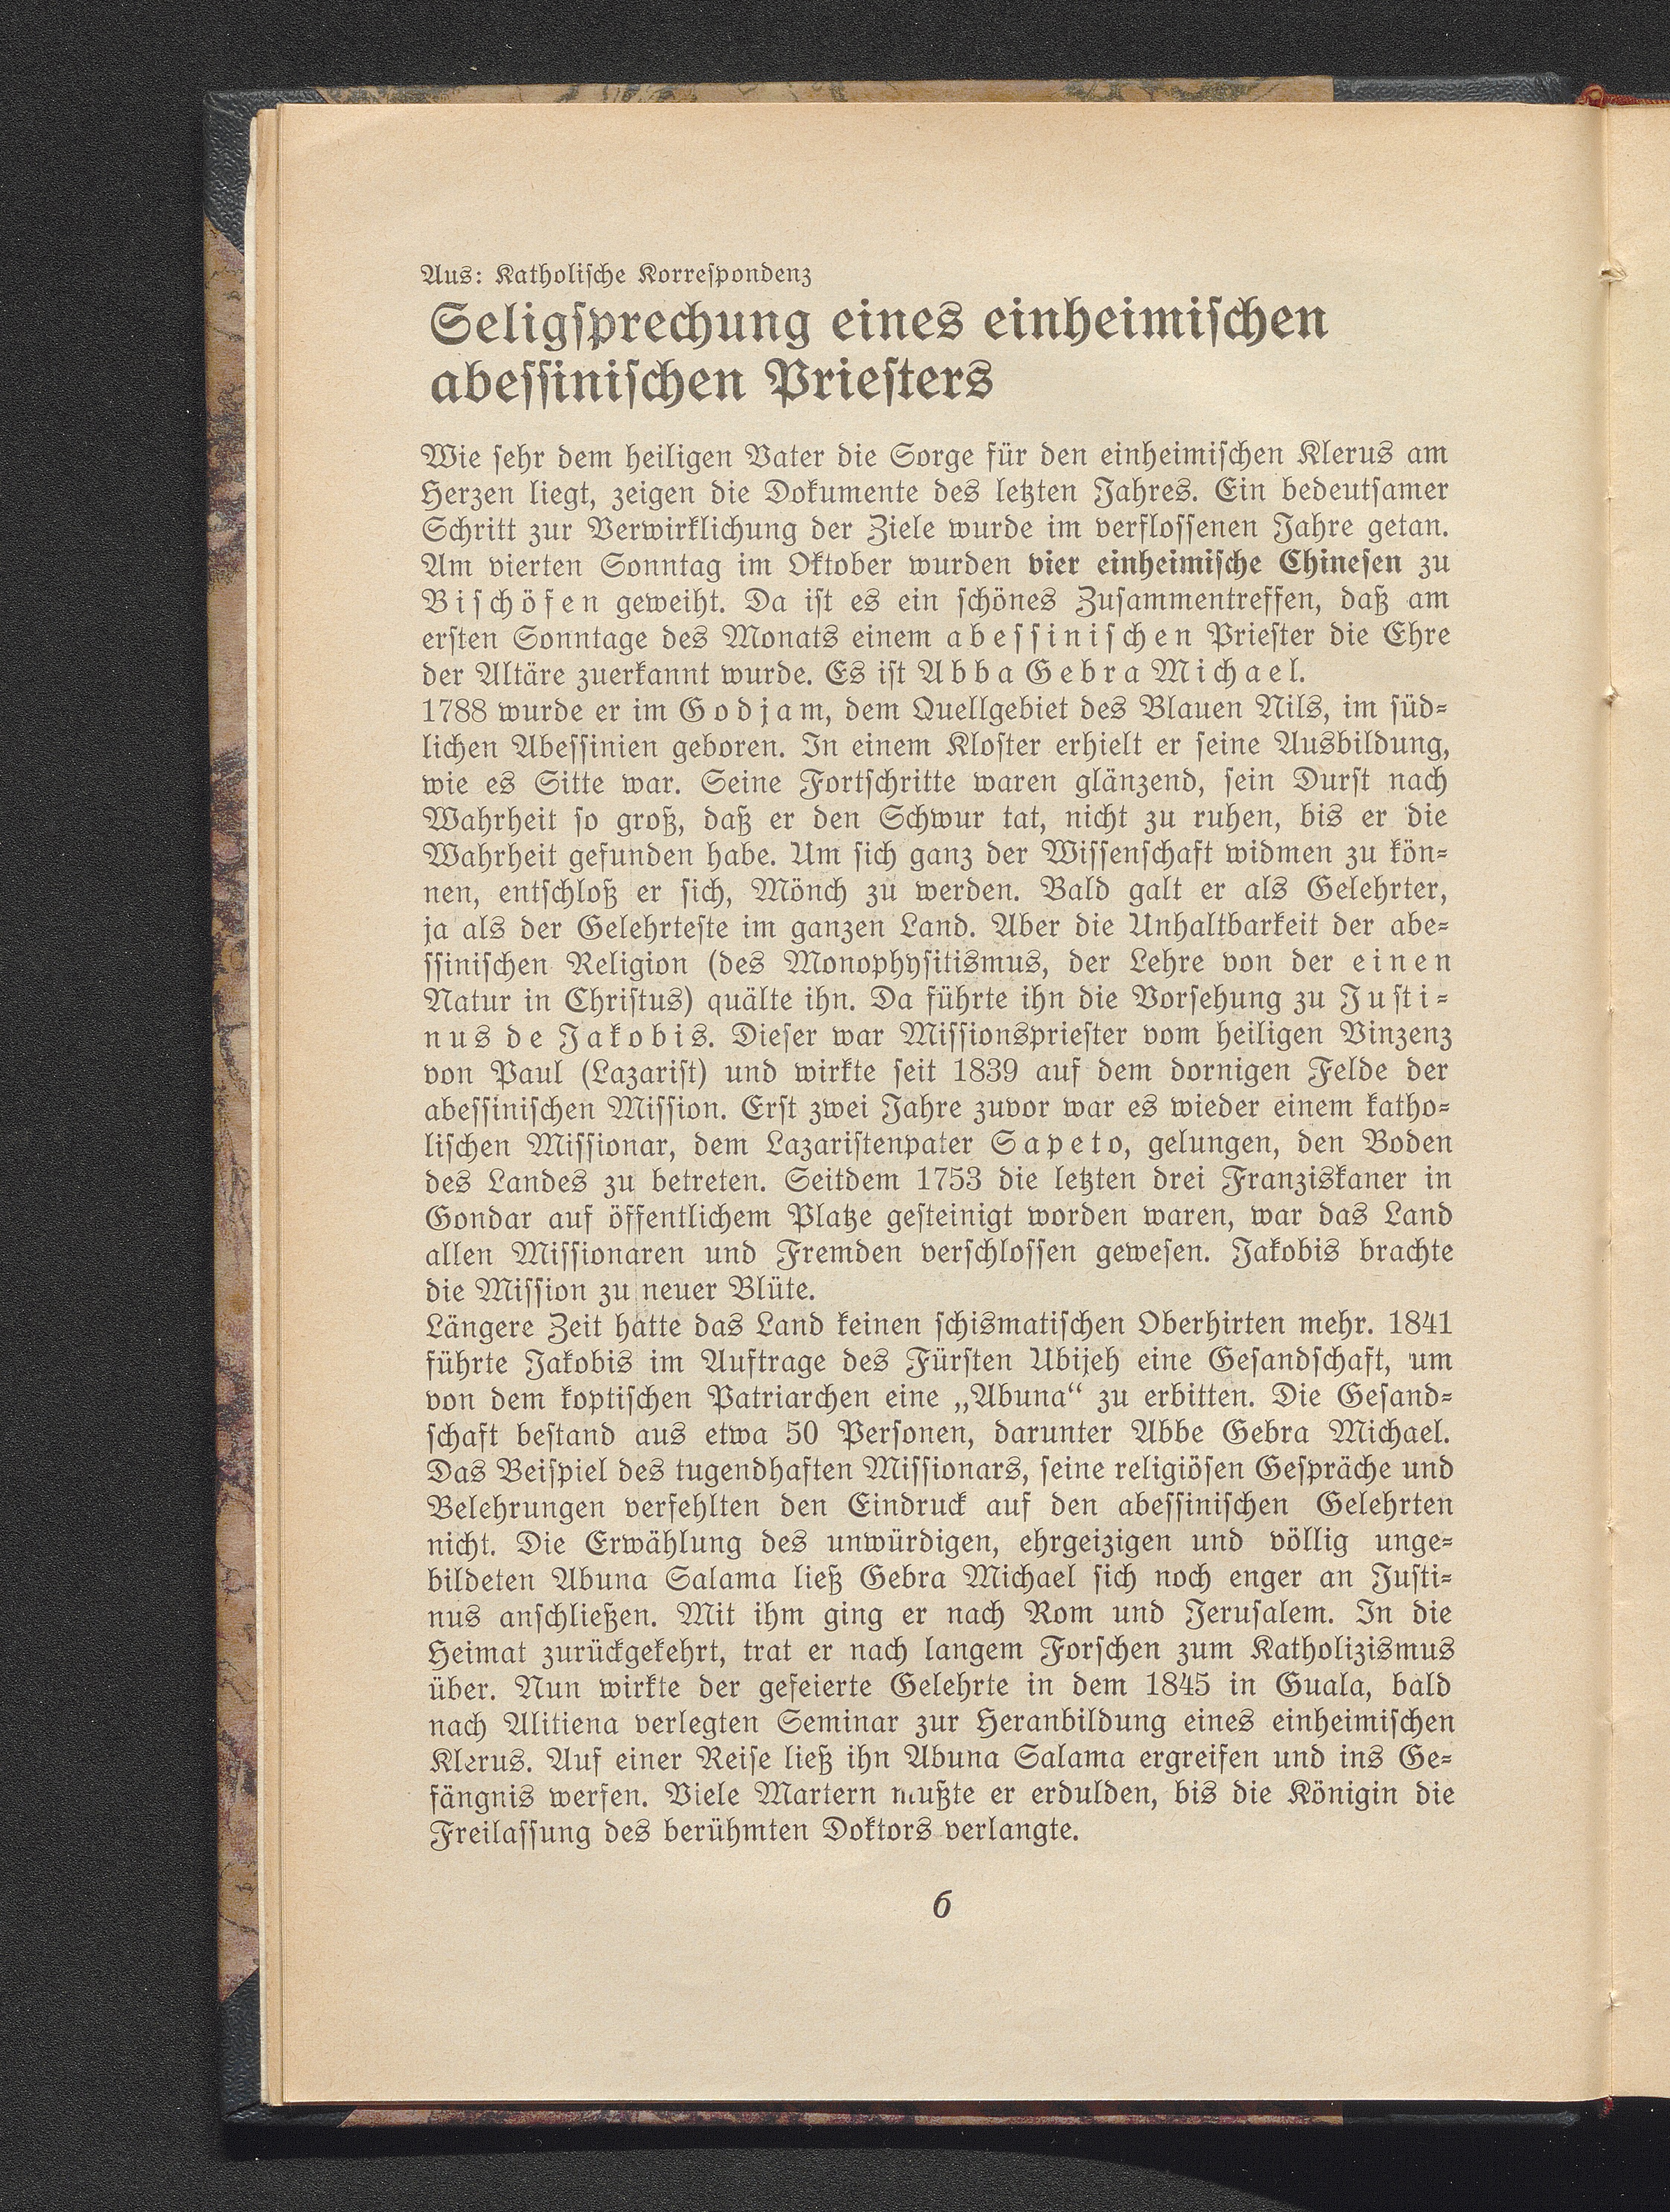 Aus: Katholische Korrespondenz
Seligsprechung eines einheimischen
abessinischen Priesters
Wie sehr dem heiligen Vater die Sorge für den einheimischen Klerus am
Herzen liegt, zeigen die Dokumente des letzten Jahres. Ein bedeutsamer
Schritt zur Verwirklichung der Ziele wurde im verflossenen Jahre getan.
Am vierten Sonntag im Oktober wurden vier einheimische Chinesen zu
Bischöfen geweiht. Da ist es ein schönes Zusammentreffen, daß am
ersten Sonntage des Monats einem abessinischen Priester die Ehre
der Altäre zuerkannt wurde. Es ist Abba Gebra Michael.
1788 wurde er im Godjam, dem Quellgebiet des Blauen Nils, im süd-
lichen Abessinien geboren. In einem Kloster erhielt er seine Ausbildung,
wie es Sitte war. Seine Fortschritte waren glänzend, sein Durst nach
Wahrheit so groß, daß er den Schwur tat, nicht zu ruhen, bis er die
Wahrheit gefunden habe. Um sich ganz der Wissenschaft widmen zu kön-
nen, entschloß er sich, Mönch zu werden. Bald galt er als Gelehrter,
ja als der Gelehrteste im ganzen Land. Aber die Unhaltbarkeit der abe-
ssinischen Religion (des Monophysitismus, der Lehre von der einen
Natur in Christus) quälte ihn. Da führte ihn die Vorsehung zu Justi-
nus de Jakobis. Dieser war Missionspriester vom heiligen Vinzenz
von Paul (Lazarist) und wirkte seit 1839 auf dem dornigen Felde der
abessinischen Mission. Erst zwei Jahre zuvor war es wieder einem katho-
lischen Missionar, dem Lazaristenpater Sapeto, gelungen, den Boden
des Landes zu betreten. Seitdem 1753 die letzten drei Franziskaner in
Gondar auf öffentlichem Platze gesteinigt worden waren, war das Land
allen Missionaren und Fremden verschlossen gewesen. Jakobis brachte
die Mission zu neuer Blüte.
Längere Zeit hatte das Land keinen schismatischen Oberhirten mehr. 1841
führte Jakobis im Auftrage des Fürsten Ubijeh eine Gesandschaft, um
von dem koptischen Patriarchen eine „Abuna“ zu erbitten. Die Gesand-
schaft bestand aus etwa 50 Personen, darunter Abbe Gebra Michael.
Das Beispiel des tugendhaften Missionars, seine religiösen Gespräche und
Belehrungen verfehlten den Eindruck auf den abessinischen Gelehrten
nicht. Die Erwählung des unwürdigen, ehrgeizigen und völlig unge-
bildeten Abuna Salama ließ Gebra Michael sich noch enger an Justi-
nus anschließen. Mit ihm ging er nach Rom und Jerusalem. In die
Heimat zurückgekehrt, trat er nach langem Forschen zum Katholizismus
über. Nun wirkte der gefeierte Gelehrte in dem 1845 in Guala, bald
nach Alitiena verlegten Seminar zur Heranbildung eines einheimischen
Klerus. Auf einer Reise ließ ihn Abuna Salama ergreifen und ins Ge-
fängnis werfen. Viele Martern mußte er erdulden, bis die Königin die
Freilassung des berühmten Doktors verlangte.
6